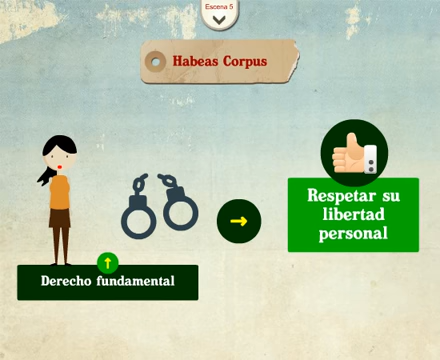 Escena 5
Habeas Corpus
Respetar su
libertad
personal
Derecho fundamental